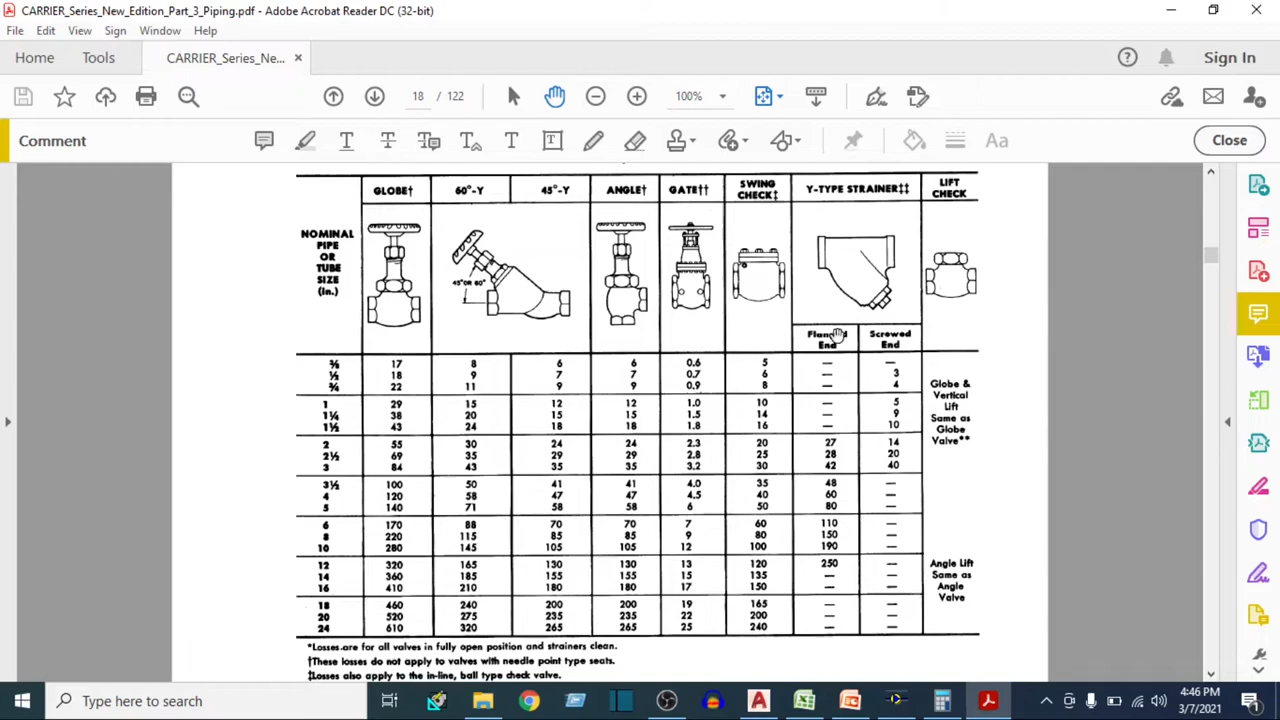 CARRIER_Series_New_Edition_Part_3_Piping.pdf - Adobe Acrobat Reader DC (32-bit)
File Edit View Sign Window Help
Home Tools CARRIER_Series_Ne... × Sign In
18 / 122 100%
Comment Close
NOMINAL PIPE OR TUBE SIZE (in.) GLOBE† 60°-Y 45°-Y ANGLE† GATE†† SWING CHECK‡ Y-TYPE STRAINER‡‡ LIFT CHECK
45°OR 60°
Flanged End Screwed End
⅜ 17 8 6 6 0.6 5 — —
½ 18 9 7 7 0.7 6 — 3
¾ 22 11 9 9 0.9 8 — 4
1 29 15 12 12 1.0 10 — 5
1¼ 38 20 15 15 1.5 14 — 9
1½ 43 24 18 18 1.8 16 — 10
Globe & Vertical Lift Same as Globe Valve**
2 55 30 24 24 2.3 20 27 14
2½ 69 35 29 29 2.8 25 28 20
3 84 43 35 35 3.2 30 42 40
3½ 100 50 41 41 4.0 35 48 —
4 120 58 47 47 4.5 40 60 —
5 140 71 58 58 6 50 80 —
6 170 88 70 70 7 60 110 —
8 220 115 85 85 9 80 150 —
10 280 145 105 105 12 100 190 —
12 320 165 130 130 13 120 250 —
14 360 185 155 155 15 135 — —
16 410 210 180 180 17 150 — —
Angle Lift Same as Angle Valve
18 460 240 200 200 19 165 — —
20 520 275 235 235 22 200 — —
24 610 320 265 265 25 240 — —
*Losses are for all valves in fully open position and strainers clean.
†These losses do not apply to valves with needle point type seats.
‡Losses also apply to the in-line, ball type check valve.
Type here to search
4:46 PM
3/7/2021